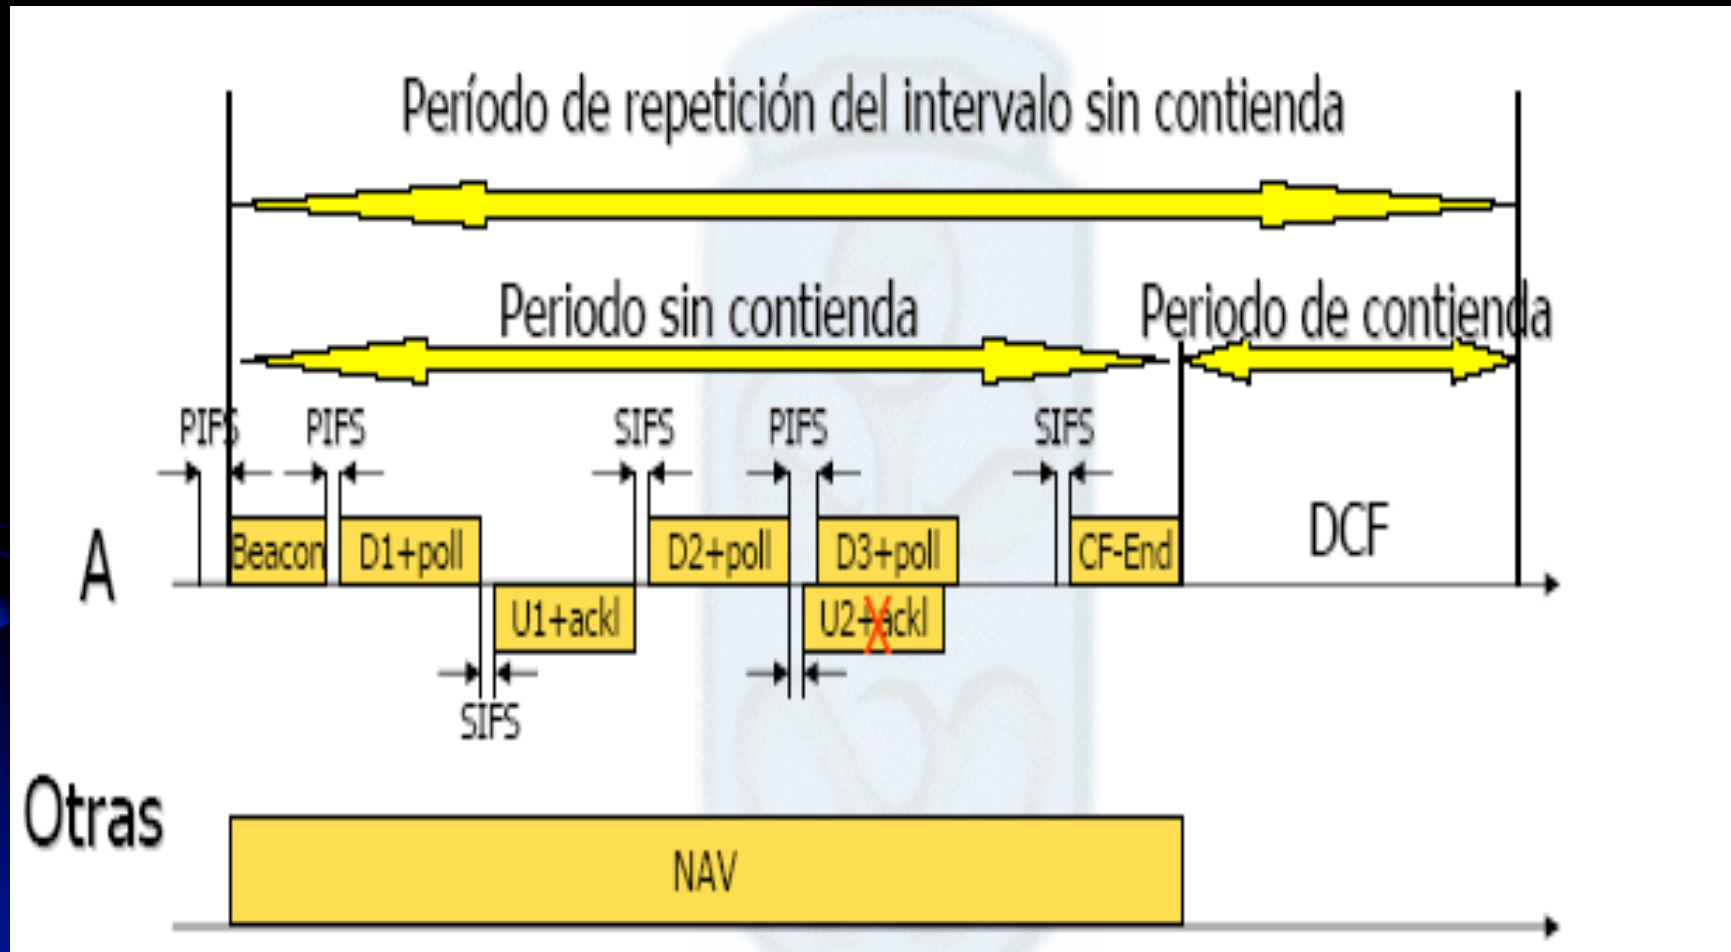 Período de repetición del intervalo sin contienda
Periodo sin contienda
Periodo de contienda
PIFS
PIFS
SIFS
PIFS
SIFS
A
Beacon
D1+poll
D2+poll
D3+poll
CF-End
DCF
U1+ackl
U2+ackl
SIFS
Otras
NAV